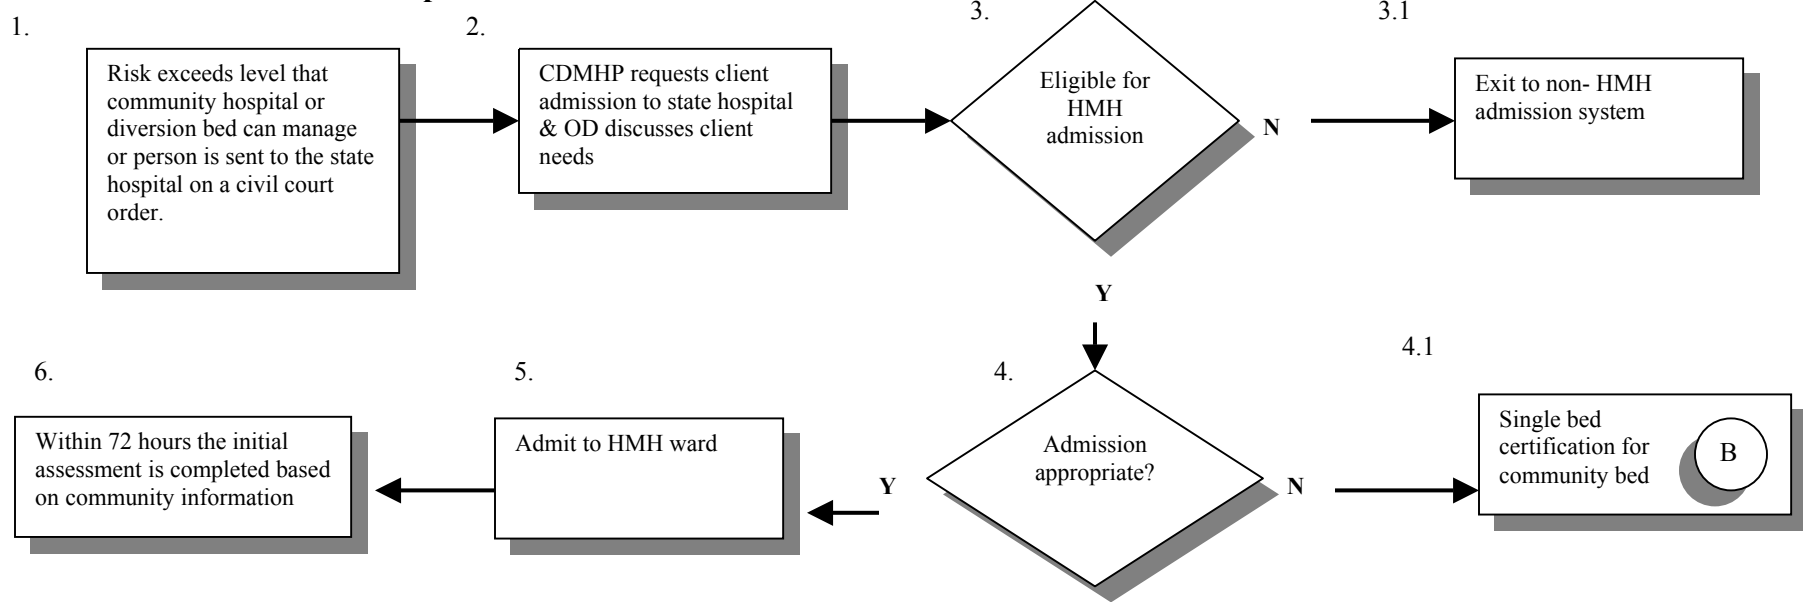 1.
Risk exceeds level that
community hospital or
diversion bed can manage
or person is sent to the state
hospital on a civil court
order.
2.
CDMHP requests client
admission to state hospital
& OD discusses client
needs
3.
Eligible for
HMH
admission
N
3.1
Exit to non- HMH
admission system
Y
4.
Admission
appropriate?
N
4.1
Single bed
certification for
community bed
B
Y
5.
Admit to HMH ward
6.
Within 72 hours the initial
assessment is completed based
on community information